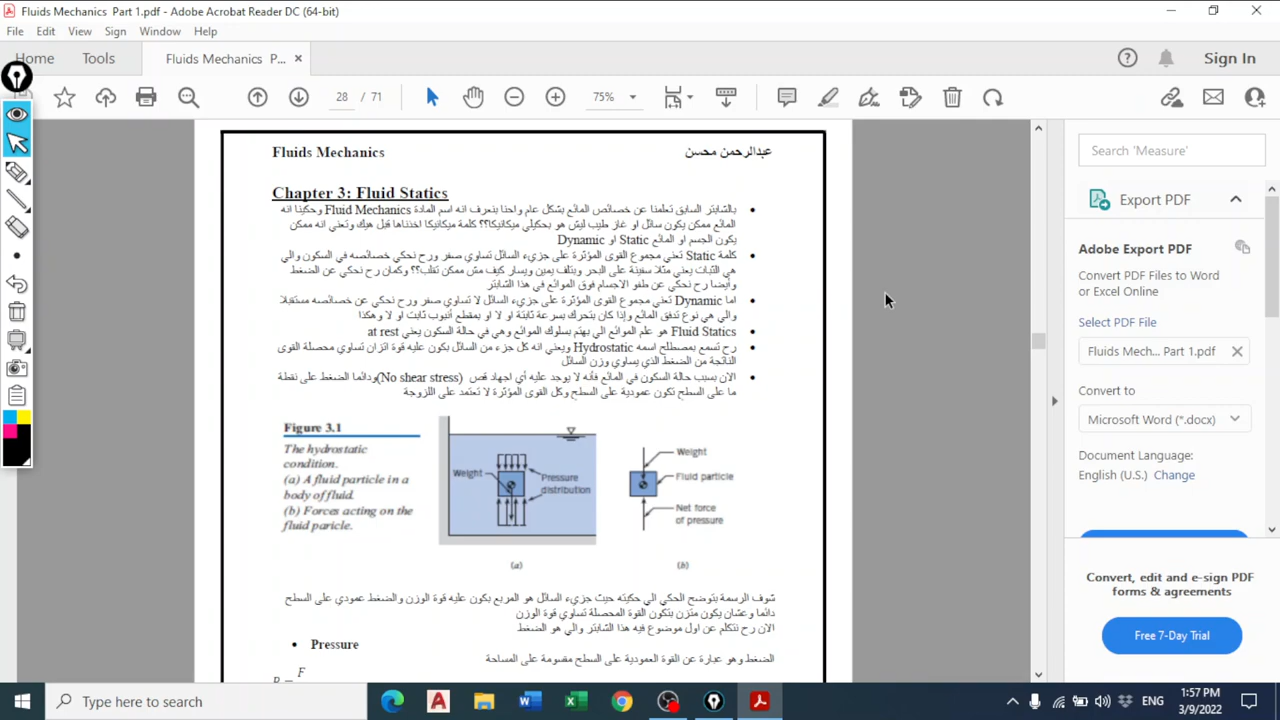 Fluids Mechanics Part 1.pdf - Adobe Acrobat Reader DC (64-bit)
File Edit View Sign Window Help
Home Tools Fluids Mechanics P... × Sign In
28 / 71 75%
Fluids Mechanics عبدالرحمن محسن
Chapter 3: Fluid Statics
• بالشابتر السابق تعلمنا عن خصائص المائع بشكل عام واحنا بنعرف انه اسم المادة Fluid Mechanics وحكينا انه
المائع ممكن يكون سائل او غاز طيب ليش هو بحكيلي ميكانيكا؟؟ كلمة ميكانيكا اخذناها قبل هيك وتعني انه ممكن
يكون الجسم او المائع Static او Dynamic
• كلمة Static تعني مجموع القوى المؤثرة على جزيء السائل تساوي صفر ورح نحكي خصائصه في السكون والي
هي الثبات يعني مثلا سفينة على البحر وبتلف يمين ويسار كيف مش ممكن تقلب؟؟ وكمان رح نحكي عن الضغط
وأيضا رح نحكي عن طفو الاجسام فوق الموائع في هذا الشابتر
• اما Dynamic تعني مجموع القوى المؤثرة على جزيء السائل لا تساوي صفر ورح نحكي عن خصائصه مستقبلا
والي هي نوع تدفق المائع وإذا كان بتحرك بسرعة ثابتة او لا او بمقطع أنبوب ثابت او لا وهكذا
• Fluid Statics هو علم الموائع الي بهتم بسلوك الموائع وهي في حالة السكون يعني at rest
• رح تسمع بمصطلح اسمه Hydrostatic ويعني انه كل جزء من السائل يكون عليه قوة اتزان تساوي محصلة القوى
الناتجة من الضغط الذي يساوي وزن السائل
• الان بسبب حالة السكون في المائع فأنه لا يوجد عليه أي اجهاد قص (No shear stress)ودائما الضغط على نقطة
ما على السطح تكون عمودية على السطح وكل القوى المؤثرة لا تعتمد على اللزوجة
Figure 3.1
The hydrostatic
condition.
(a) A fluid particle in a
body of fluid.
(b) Forces acting on the
fluid paricle.
Weight
Pressure
distribution
(a)
Weight
Fluid particle
Net force
of pressure
(b)
شوف الرسمة بتوضح الحكي الي حكيته حيث جزيء السائل هو المربع بكون عليه قوة الوزن والضغط عمودي على السطح
دائما وعشان يكون متزن بتكون القوة المحصلة تساوي قوة الوزن
الان رح نتكلم عن اول موضوع فيه هذا الشابتر والي هو الضغط
• Pressure
الضغط وهو عبارة عن القوة العمودية على السطح مقسومة على المساحة
F
Search 'Measure'
Export PDF
Adobe Export PDF
Convert PDF Files to Word
or Excel Online
Select PDF File
Fluids Mech... Part 1.pdf ×
Convert to
Microsoft Word (*.docx)
Document Language:
English (U.S.) Change
Convert, edit and e-sign PDF
forms & agreements
Free 7-Day Trial
Type here to search
ENG
1:57 PM
3/9/2022